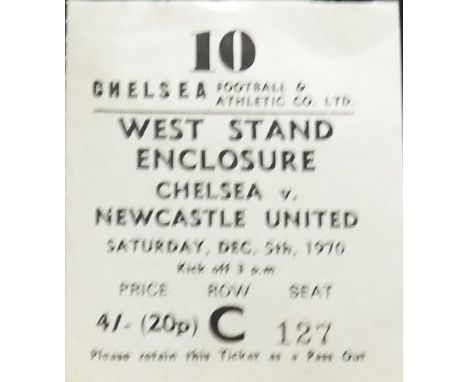 10
CHELSEA FOOTBALL & ATHLETIC CO. LTD.
WEST STAND
ENCLOSURE
CHELSEA v.
NEWCASTLE UNITED
SATURDAY, DEC, 5th, 1970
Kick off 3 p.m.
PRICE ROW SEAT
4/- (20p) C 127
Please retain this Ticket as a Pass Out